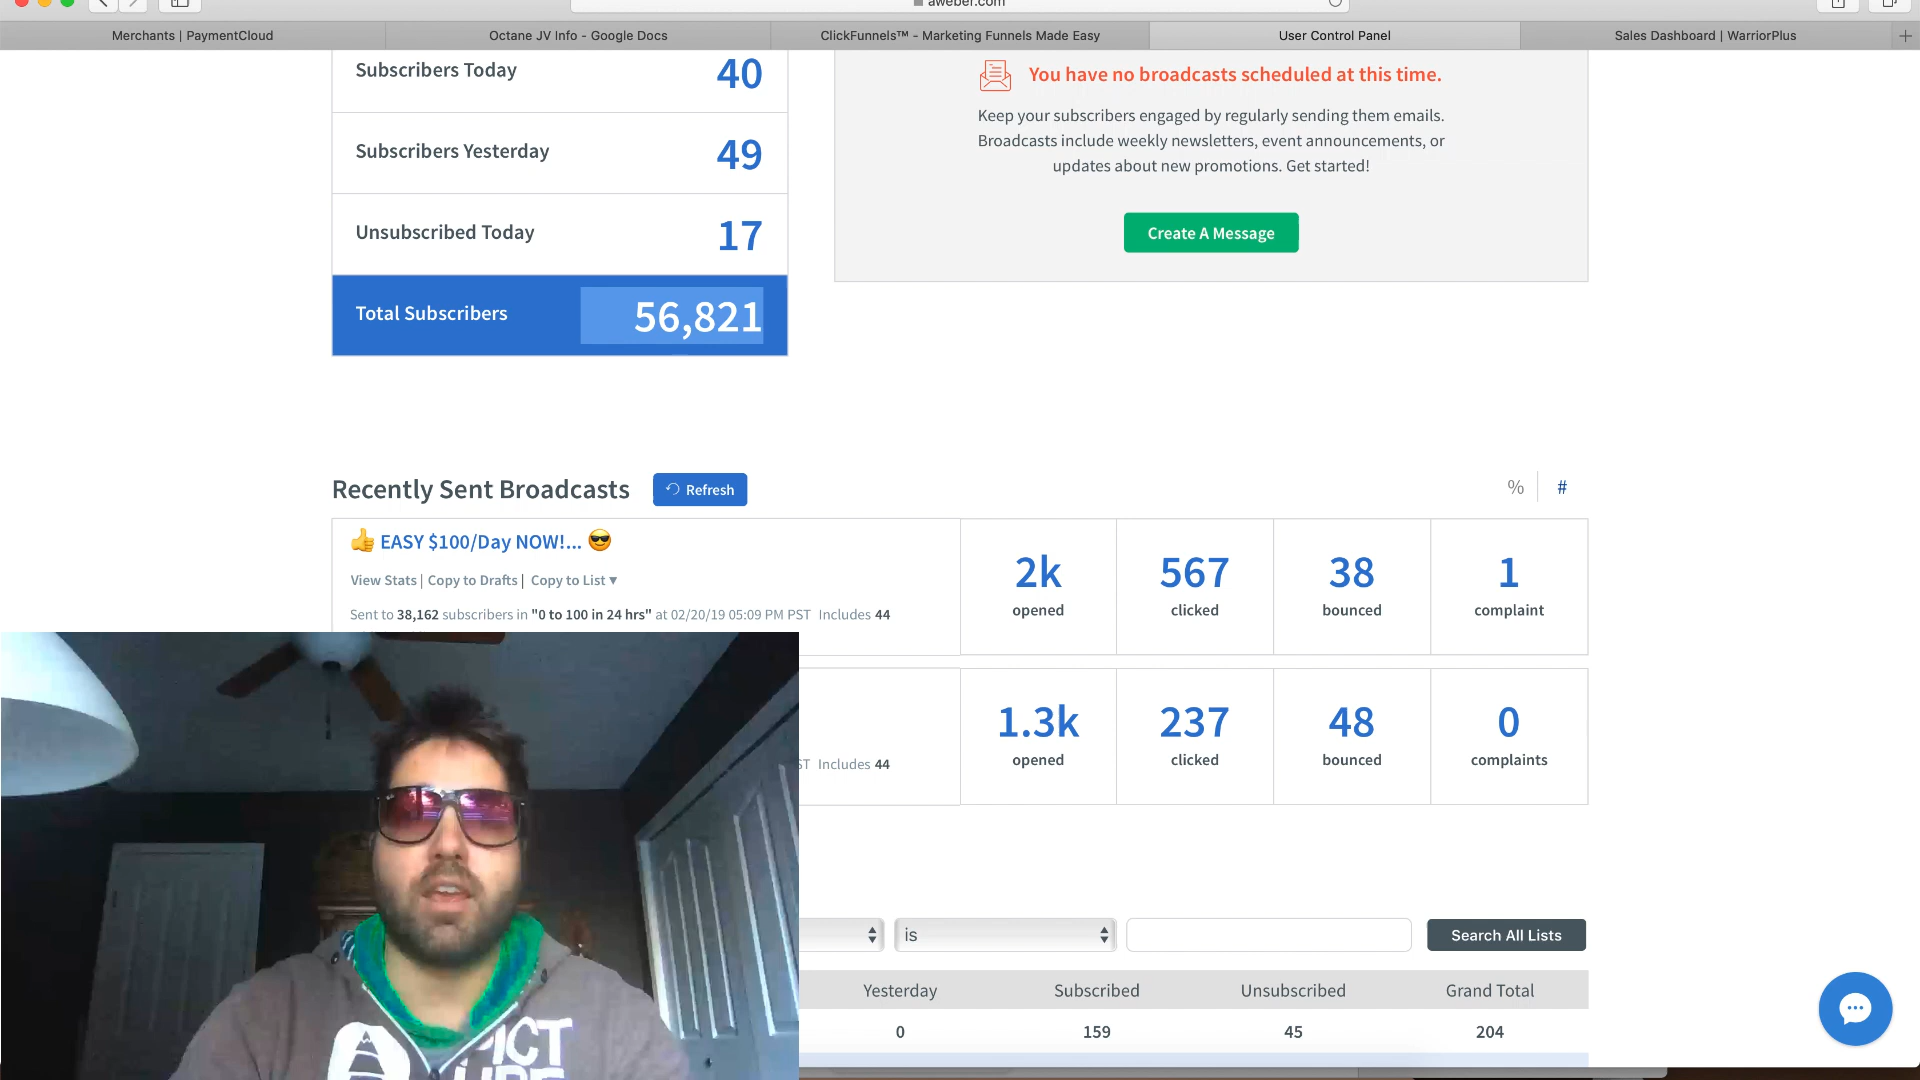 aweber.com
Merchants | PaymentCloud
Octane JV Info - Google Docs
ClickFunnels™ - Marketing Funnels Made Easy
User Control Panel
Sales Dashboard | WarriorPlus
Subscribers Today 40
Subscribers Yesterday 49
Unsubscribed Today 17
Total Subscribers 56,821
You have no broadcasts scheduled at this time.
Keep your subscribers engaged by regularly sending them emails.
Broadcasts include weekly newsletters, event announcements, or
updates about new promotions. Get started!
Create A Message
Recently Sent Broadcasts
Refresh
% | #
👍 EASY $100/Day NOW!... 😎
View Stats | Copy to Drafts | Copy to List ▾
Sent to 38,162 subscribers in "0 to 100 in 24 hrs" at 02/20/19 05:09 PM PST Includes 44
2k 567 38 1
opened clicked bounced complaint
1.3k 237 48 0
opened clicked bounced complaints
ST Includes 44
is
Search All Lists
Yesterday Subscribed Unsubscribed Grand Total
0 159 45 204
PICT
URE